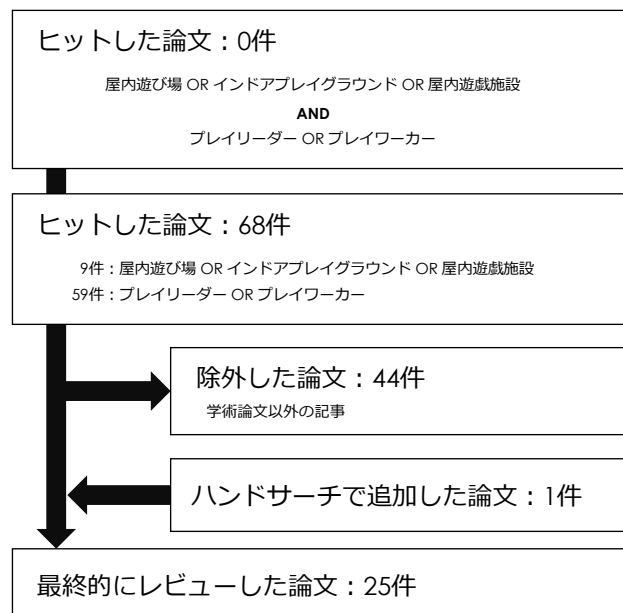 ヒットした論文：0件
屋内遊び場 OR インドアプレイグラウンド OR 屋内遊戯施設
AND
プレイリーダー OR プレイワーカー
ヒットした論文：68件
9件：屋内遊び場 OR インドアプレイグラウンド OR 屋内遊戯施設
59件：プレイリーダー OR プレイワーカー
除外した論文：44件
学術論文以外の記事
ハンドサーチで追加した論文：1件
最終的にレビューした論文：25件